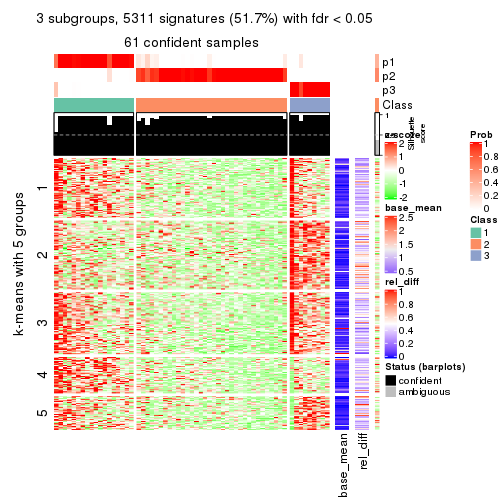 3 subgroups, 5311 signatures (51.7%) with fdr < 0.05
61 confident samples
p1
p2
p3
Class
1
Silhouette
score
k-means with 5 groups
1
2
3
4
5
base_mean
rel_diff
z-score
2
1
0
-1
-2
base_mean
2.5
1.5
0.5
rel_diff
1
0.8
0.6
0.4
0.2
0
Status (barplots)
confident
ambiguous
Prob
1
0.8
0.6
0.4
0.2
0
Class
1
2
3